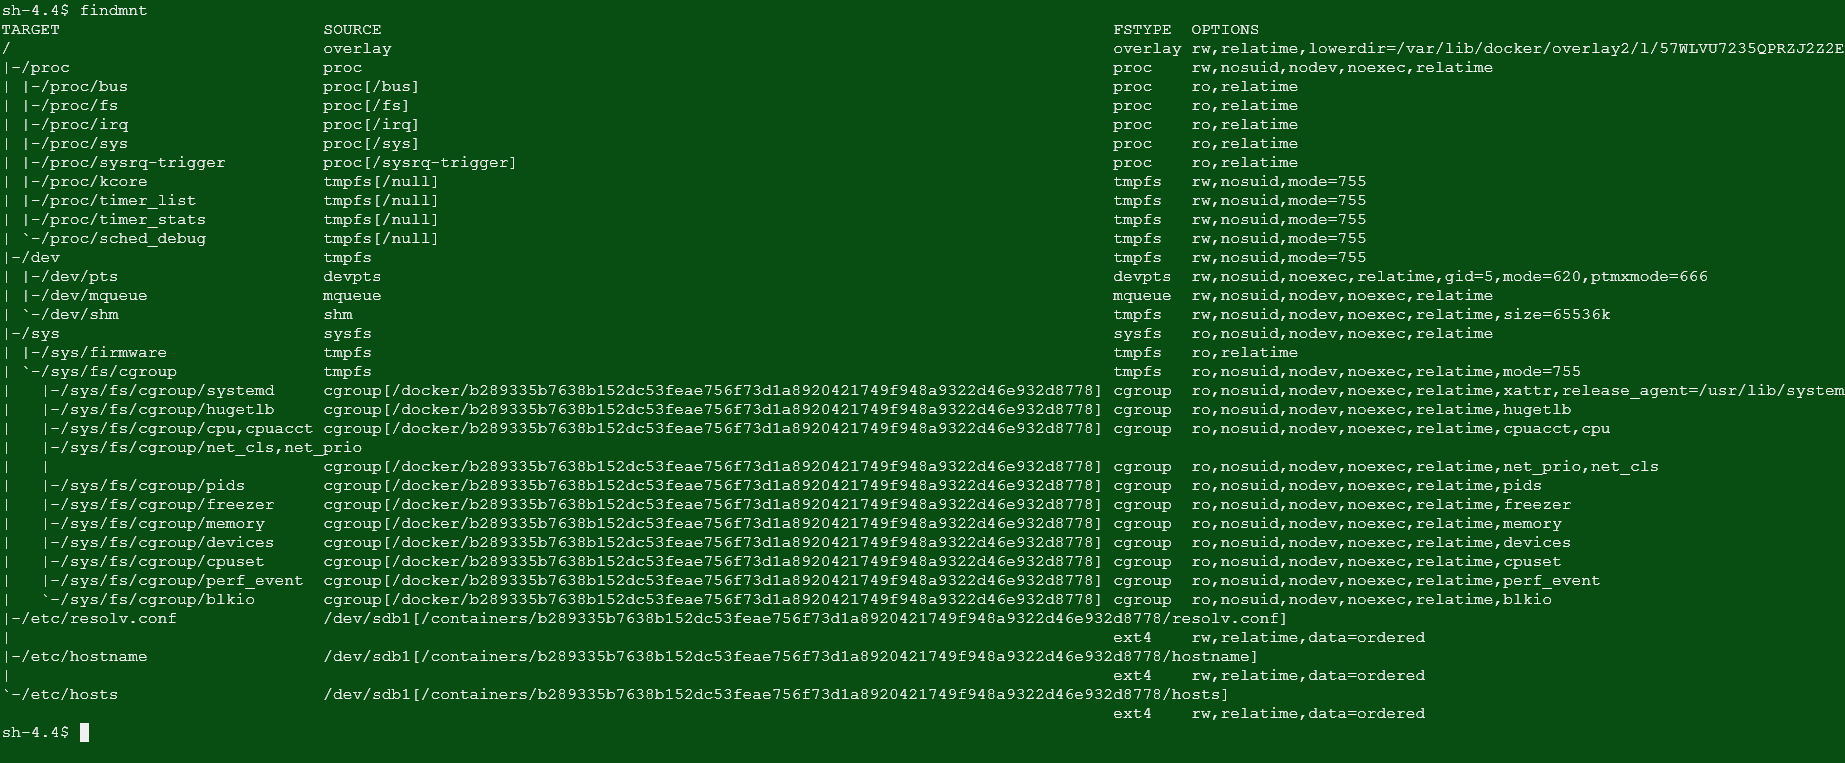 sh-4.4$ findmnt
TARGET                           SOURCE                                                                           FSTYPE  OPTIONS
/                                overlay                                                                          overlay rw,relatime,lowerdir=/var/lib/docker/overlay2/l/57WLVU7235QPRZJ2Z2E
|-/proc                          proc                                                                             proc    rw,nosuid,nodev,noexec,relatime
| |-/proc/bus                    proc[/bus]                                                                       proc    ro,relatime
| |-/proc/fs                     proc[/fs]                                                                        proc    ro,relatime
| |-/proc/irq                    proc[/irq]                                                                       proc    ro,relatime
| |-/proc/sys                    proc[/sys]                                                                       proc    ro,relatime
| |-/proc/sysrq-trigger          proc[/sysrq-trigger]                                                             proc    ro,relatime
| |-/proc/kcore                  tmpfs[/null]                                                                     tmpfs   rw,nosuid,mode=755
| |-/proc/timer_list             tmpfs[/null]                                                                     tmpfs   rw,nosuid,mode=755
| |-/proc/timer_stats            tmpfs[/null]                                                                     tmpfs   rw,nosuid,mode=755
| `-/proc/sched_debug            tmpfs[/null]                                                                     tmpfs   rw,nosuid,mode=755
|-/dev                           tmpfs                                                                            tmpfs   rw,nosuid,mode=755
| |-/dev/pts                     devpts                                                                           devpts  rw,nosuid,noexec,relatime,gid=5,mode=620,ptmxmode=666
| |-/dev/mqueue                  mqueue                                                                           mqueue  rw,nosuid,nodev,noexec,relatime
| `-/dev/shm                     shm                                                                              tmpfs   rw,nosuid,nodev,noexec,relatime,size=65536k
|-/sys                           sysfs                                                                            sysfs   ro,nosuid,nodev,noexec,relatime
| |-/sys/firmware                tmpfs                                                                            tmpfs   ro,relatime
| `-/sys/fs/cgroup               tmpfs                                                                            tmpfs   ro,nosuid,nodev,noexec,relatime,mode=755
|   |-/sys/fs/cgroup/systemd     cgroup[/docker/b289335b7638b152dc53feae756f73d1a8920421749f948a9322d46e932d8778] cgroup  ro,nosuid,nodev,noexec,relatime,xattr,release_agent=/usr/lib/system
|   |-/sys/fs/cgroup/hugetlb     cgroup[/docker/b289335b7638b152dc53feae756f73d1a8920421749f948a9322d46e932d8778] cgroup  ro,nosuid,nodev,noexec,relatime,hugetlb
|   |-/sys/fs/cgroup/cpu,cpuacct cgroup[/docker/b289335b7638b152dc53feae756f73d1a8920421749f948a9322d46e932d8778] cgroup  ro,nosuid,nodev,noexec,relatime,cpuacct,cpu
|   |-/sys/fs/cgroup/net_cls,net_prio
|   |                            cgroup[/docker/b289335b7638b152dc53feae756f73d1a8920421749f948a9322d46e932d8778] cgroup  ro,nosuid,nodev,noexec,relatime,net_prio,net_cls
|   |-/sys/fs/cgroup/pids        cgroup[/docker/b289335b7638b152dc53feae756f73d1a8920421749f948a9322d46e932d8778] cgroup  ro,nosuid,nodev,noexec,relatime,pids
|   |-/sys/fs/cgroup/freezer     cgroup[/docker/b289335b7638b152dc53feae756f73d1a8920421749f948a9322d46e932d8778] cgroup  ro,nosuid,nodev,noexec,relatime,freezer
|   |-/sys/fs/cgroup/memory      cgroup[/docker/b289335b7638b152dc53feae756f73d1a8920421749f948a9322d46e932d8778] cgroup  ro,nosuid,nodev,noexec,relatime,memory
|   |-/sys/fs/cgroup/devices     cgroup[/docker/b289335b7638b152dc53feae756f73d1a8920421749f948a9322d46e932d8778] cgroup  ro,nosuid,nodev,noexec,relatime,devices
|   |-/sys/fs/cgroup/cpuset      cgroup[/docker/b289335b7638b152dc53feae756f73d1a8920421749f948a9322d46e932d8778] cgroup  ro,nosuid,nodev,noexec,relatime,cpuset
|   |-/sys/fs/cgroup/perf_event  cgroup[/docker/b289335b7638b152dc53feae756f73d1a8920421749f948a9322d46e932d8778] cgroup  ro,nosuid,nodev,noexec,relatime,perf_event
|   `-/sys/fs/cgroup/blkio       cgroup[/docker/b289335b7638b152dc53feae756f73d1a8920421749f948a9322d46e932d8778] cgroup  ro,nosuid,nodev,noexec,relatime,blkio
|-/etc/resolv.conf               /dev/sdb1[/containers/b289335b7638b152dc53feae756f73d1a8920421749f948a9322d46e932d8778/resolv.conf]
|                                                                                                                 ext4    rw,relatime,data=ordered
|-/etc/hostname                  /dev/sdb1[/containers/b289335b7638b152dc53feae756f73d1a8920421749f948a9322d46e932d8778/hostname]
|                                                                                                                 ext4    rw,relatime,data=ordered
`-/etc/hosts                     /dev/sdb1[/containers/b289335b7638b152dc53feae756f73d1a8920421749f948a9322d46e932d8778/hosts]
                                                                                                                  ext4    rw,relatime,data=ordered
sh-4.4$